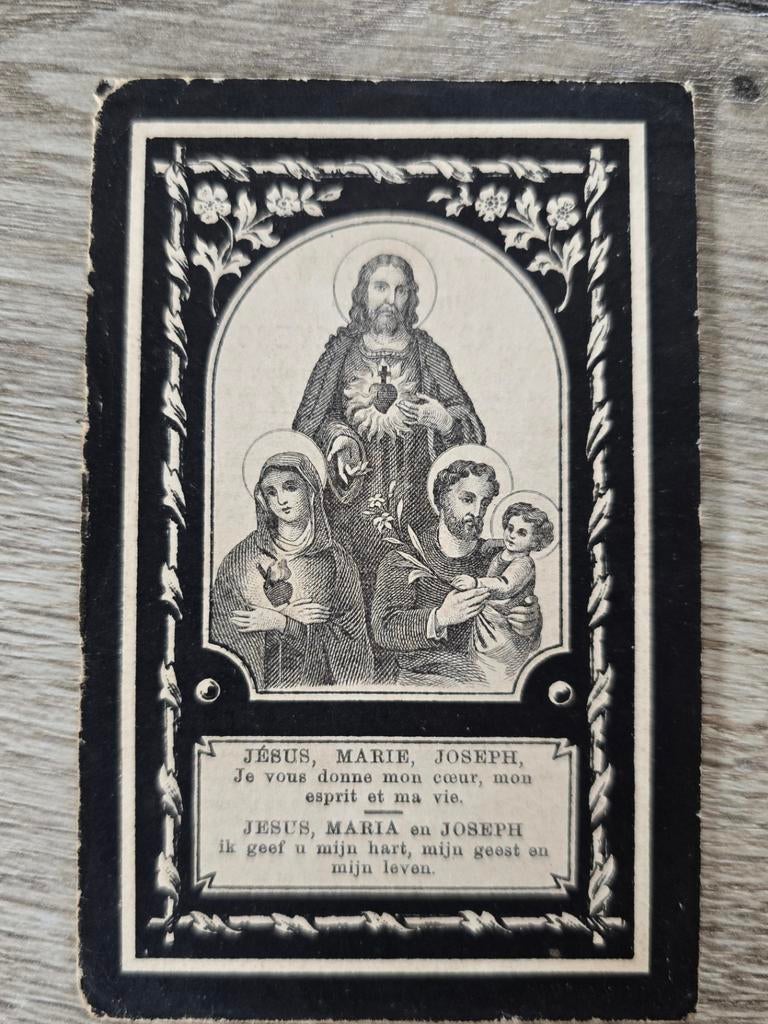 JÉSUS, MARIE, JOSEPH,
Je vous donne mon cœur, mon
esprit et ma vie.
JESUS, MARIA en JOSEPH
ik geef u mijn hart, mijn geest en
mijn leven.